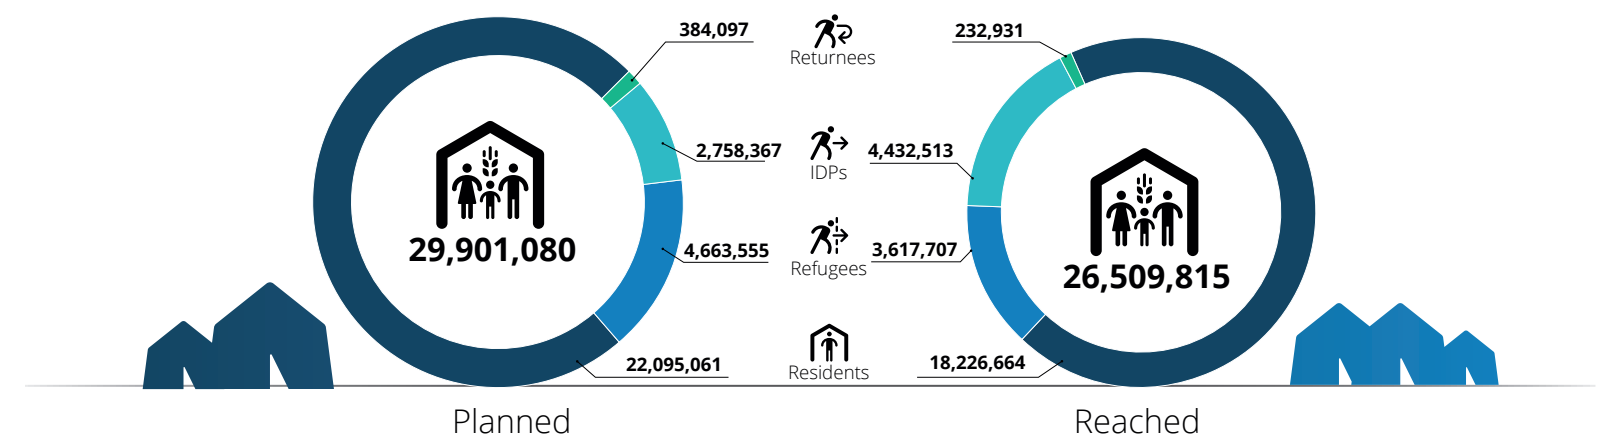 384,097
Returnees
232,931
2,758,367
IDPs
4,432,513
29,901,080
4,663,555
Refugees
3,617,707
26,509,815
22,095,061
Residents
18,226,664
Planned
Reached